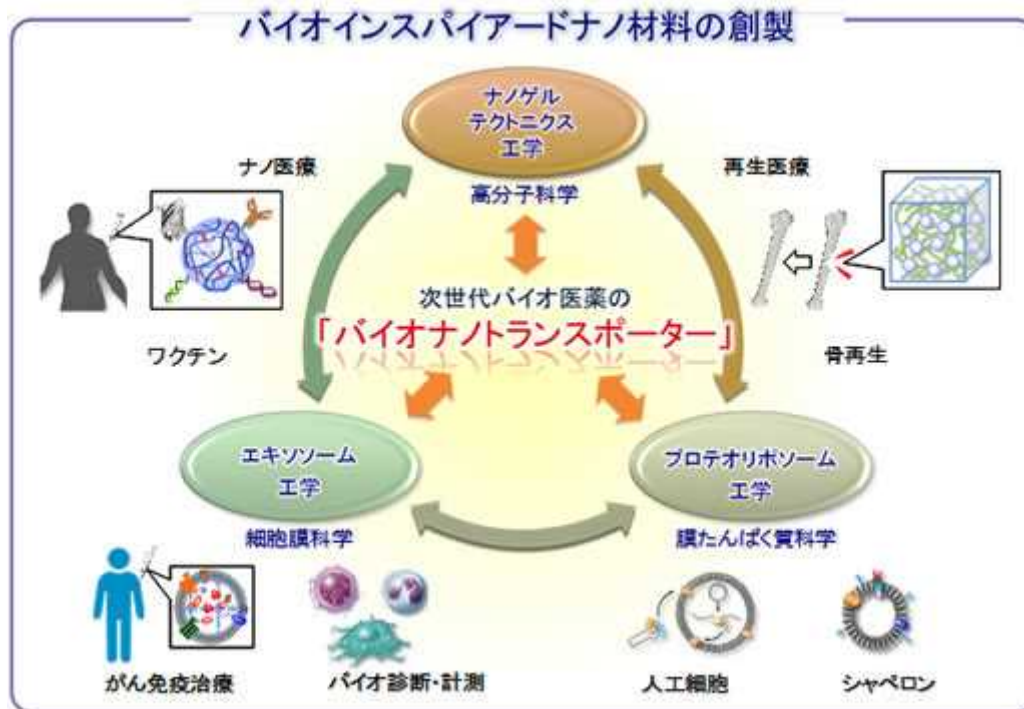 バイオインスパイアードナノ材料の創製
ナノゲル
テクトニクス
工学
高分子科学
ナノ医療
再生医療
ワクチン
骨再生
次世代バイオ医薬の
「バイオナノトランスポーター」
エキソソーム
工学
細胞膜科学
プロテオリポソーム
工学
膜たんぱく質科学
がん免疫治療
バイオ診断・計測
人工細胞
シャペロン